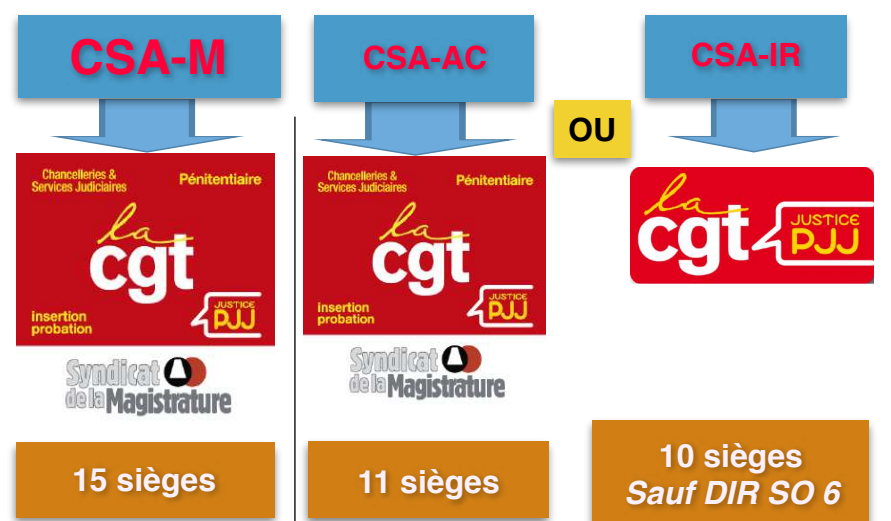 CSA-M
Chancelleries &
Services Judiciaires
Pénitentiaire
la
cgt
insertion
probation
JUSTICE
PJJ
Syndicat
de la Magistrature
15 sièges
CSA-AC
Chancelleries &
Services Judiciaires
Pénitentiaire
la
cgt
insertion
probation
JUSTICE
PJJ
Syndicat
de la Magistrature
11 sièges
OU
CSA-IR
la
cgt
JUSTICE
PJJ
10 sièges
Sauf DIR SO 6